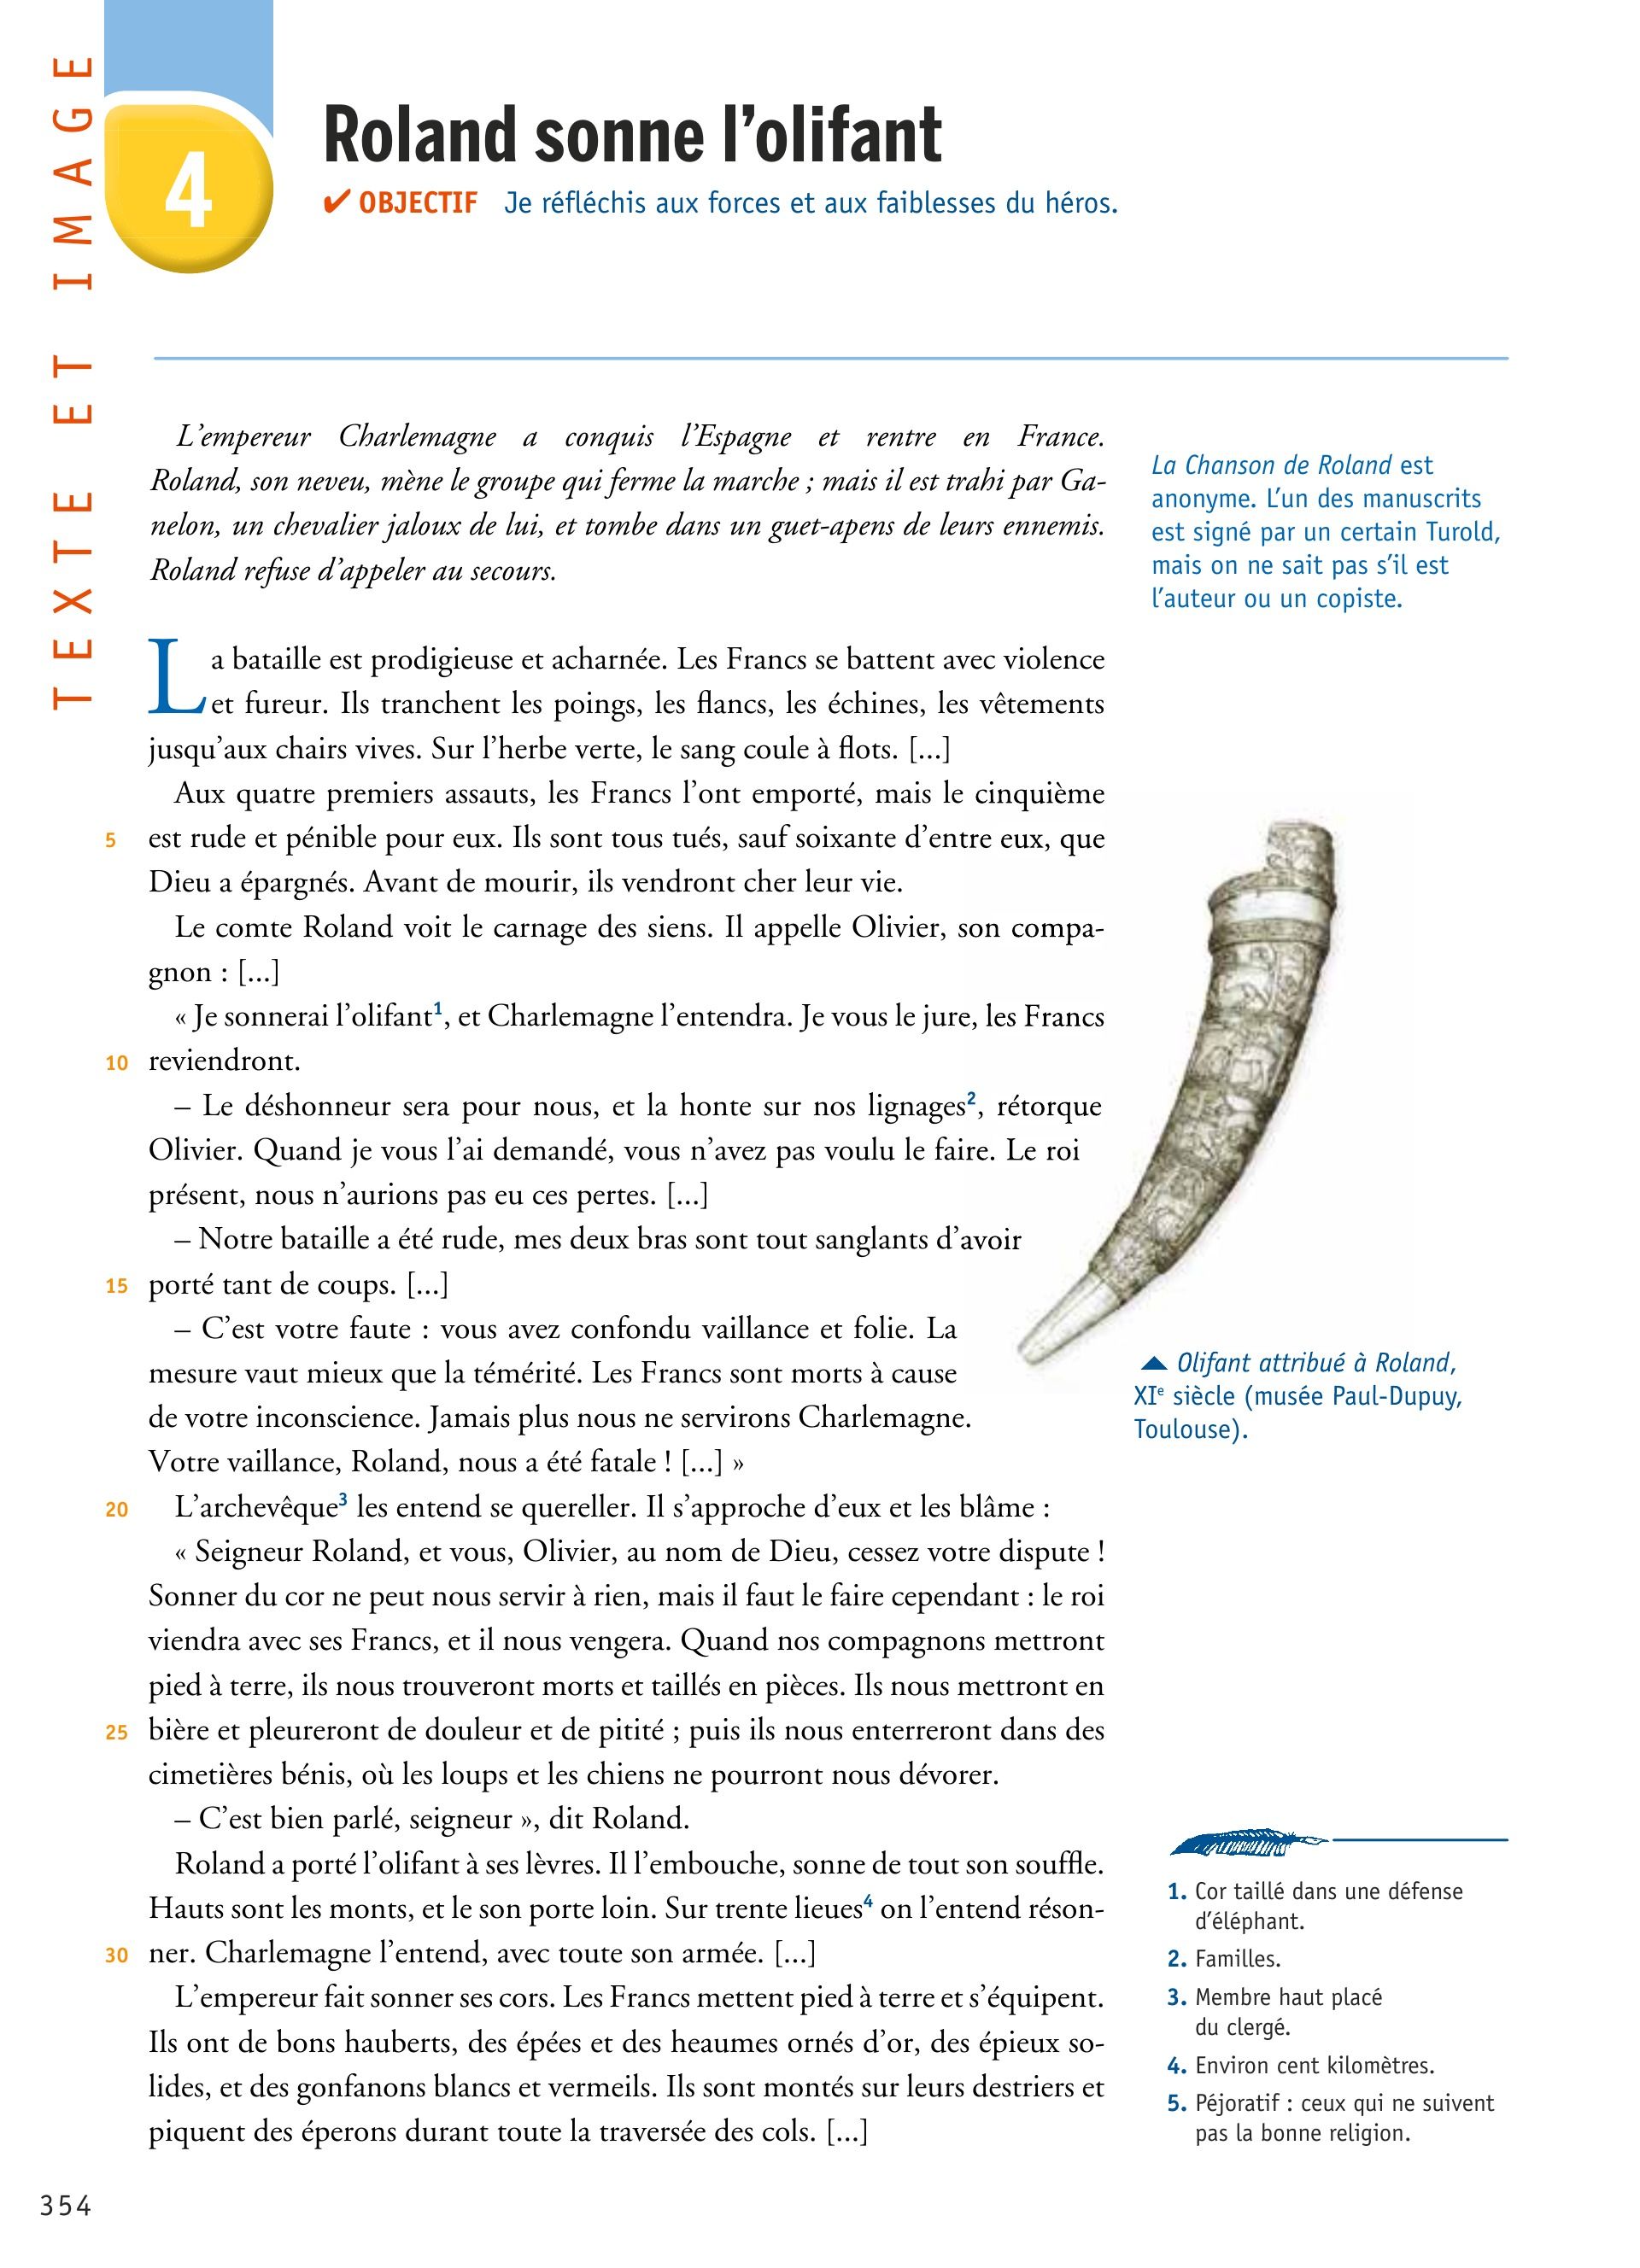 TEXTE ET IMAGE
4
Roland sonne l’olifant
✔ OBJECTIF Je réfléchis aux forces et aux faiblesses du héros.
L’empereur Charlemagne a conquis l’Espagne et rentre en France.
Roland, son neveu, mène le groupe qui ferme la marche ; mais il est trahi par Ga-
nelon, un chevalier jaloux de lui, et tombe dans un guet-apens de leurs ennemis.
Roland refuse d’appeler au secours.
La bataille est prodigieuse et acharnée. Les Francs se battent avec violence
et fureur. Ils tranchent les poings, les flancs, les échines, les vêtements
jusqu’aux chairs vives. Sur l’herbe verte, le sang coule à flots. [...]
Aux quatre premiers assauts, les Francs l’ont emporté, mais le cinquième
5 est rude et pénible pour eux. Ils sont tous tués, sauf soixante d’entre eux, que
Dieu a épargnés. Avant de mourir, ils vendront cher leur vie.
Le comte Roland voit le carnage des siens. Il appelle Olivier, son compa-
gnon : [...]
« Je sonnerai l’olifant1, et Charlemagne l’entendra. Je vous le jure, les Francs
10 reviendront.
– Le déshonneur sera pour nous, et la honte sur nos lignages2, rétorque
Olivier. Quand je vous l’ai demandé, vous n’avez pas voulu le faire. Le roi
présent, nous n’aurions pas eu ces pertes. [...]
– Notre bataille a été rude, mes deux bras sont tout sanglants d’avoir
15 porté tant de coups. [...]
– C’est votre faute : vous avez confondu vaillance et folie. La
mesure vaut mieux que la témérité. Les Francs sont morts à cause
de votre inconscience. Jamais plus nous ne servirons Charlemagne.
Votre vaillance, Roland, nous a été fatale ! [...] »
20 L’archevêque3 les entend se quereller. Il s’approche d’eux et les blâme :
« Seigneur Roland, et vous, Olivier, au nom de Dieu, cessez votre dispute !
Sonner du cor ne peut nous servir à rien, mais il faut le faire cependant : le roi
viendra avec ses Francs, et il nous vengera. Quand nos compagnons mettront
pied à terre, ils nous trouveront morts et taillés en pièces. Ils nous mettront en
25 bière et pleureront de douleur et de pitité ; puis ils nous enterreront dans des
cimetières bénis, où les loups et les chiens ne pourront nous dévorer.
– C’est bien parlé, seigneur », dit Roland.
Roland a porté l’olifant à ses lèvres. Il l’embouche, sonne de tout son souffle.
Hauts sont les monts, et le son porte loin. Sur trente lieues4 on l’entend réson-
30 ner. Charlemagne l’entend, avec toute son armée. [...]
L’empereur fait sonner ses cors. Les Francs mettent pied à terre et s’équipent.
Ils ont de bons hauberts, des épées et des heaumes ornés d’or, des épieux so-
lides, et des gonfanons blancs et vermeils. Ils sont montés sur leurs destriers et
piquent des éperons durant toute la traversée des cols. [...]
La Chanson de Roland est
anonyme. L’un des manuscrits
est signé par un certain Turold,
mais on ne sait pas s’il est
l’auteur ou un copiste.
Olifant attribué à Roland,
XIe siècle (musée Paul-Dupuy,
Toulouse).
1. Cor taillé dans une défense
d’éléphant.
2. Familles.
3. Membre haut placé
du clergé.
4. Environ cent kilomètres.
5. Péjoratif : ceux qui ne suivent
pas la bonne religion.
354